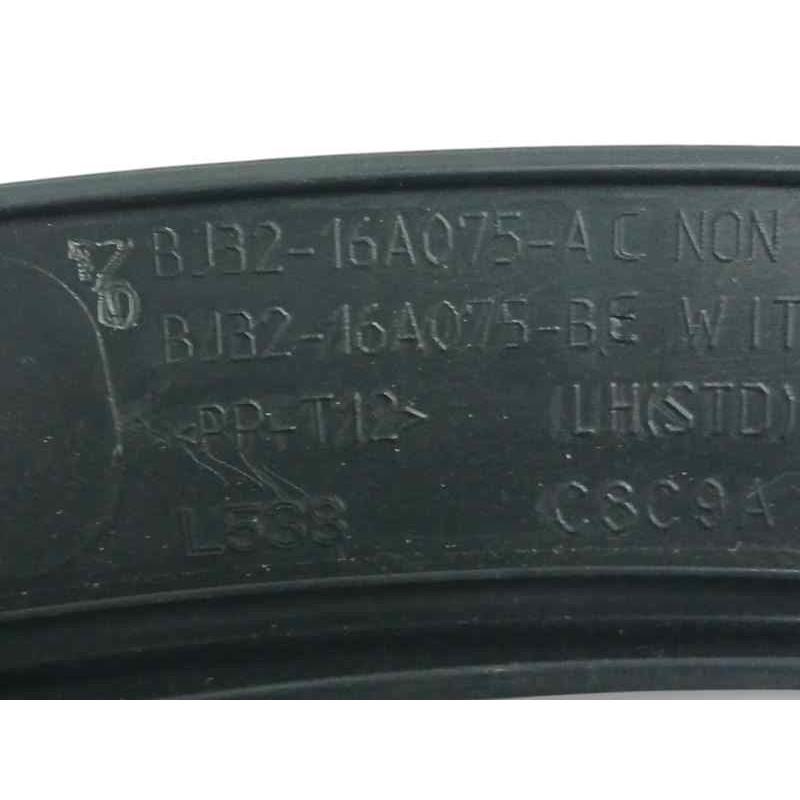 BJ32-16A075-AC NON
BJ32-16A075-BE WIT
>PP-T12< (LH(STD)
L538 C8C9A